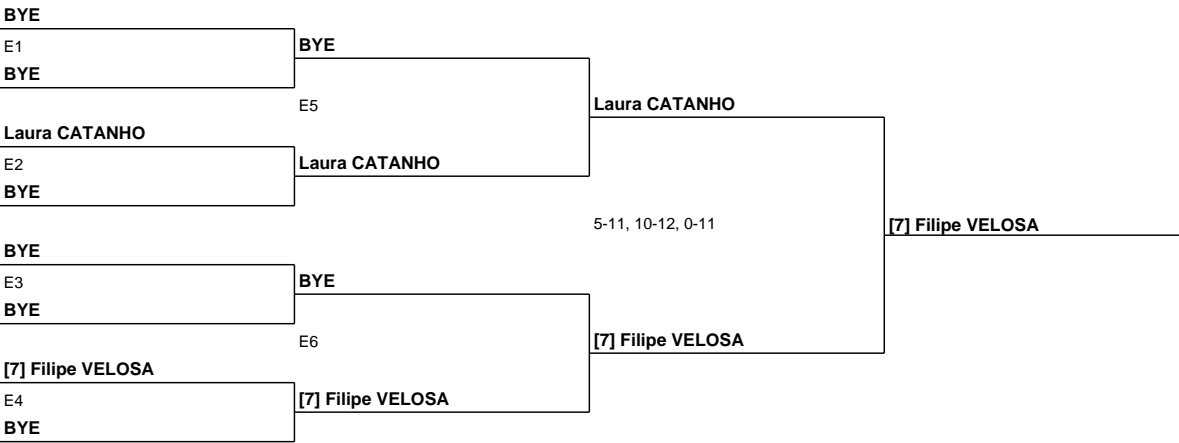 BYE
E1
BYE
BYE
E5
Laura CATANHO
Laura CATANHO
E2
Laura CATANHO
BYE
5-11, 10-12, 0-11
[7] Filipe VELOSA
BYE
E3
BYE
BYE
E6
[7] Filipe VELOSA
[7] Filipe VELOSA
E4
[7] Filipe VELOSA
BYE